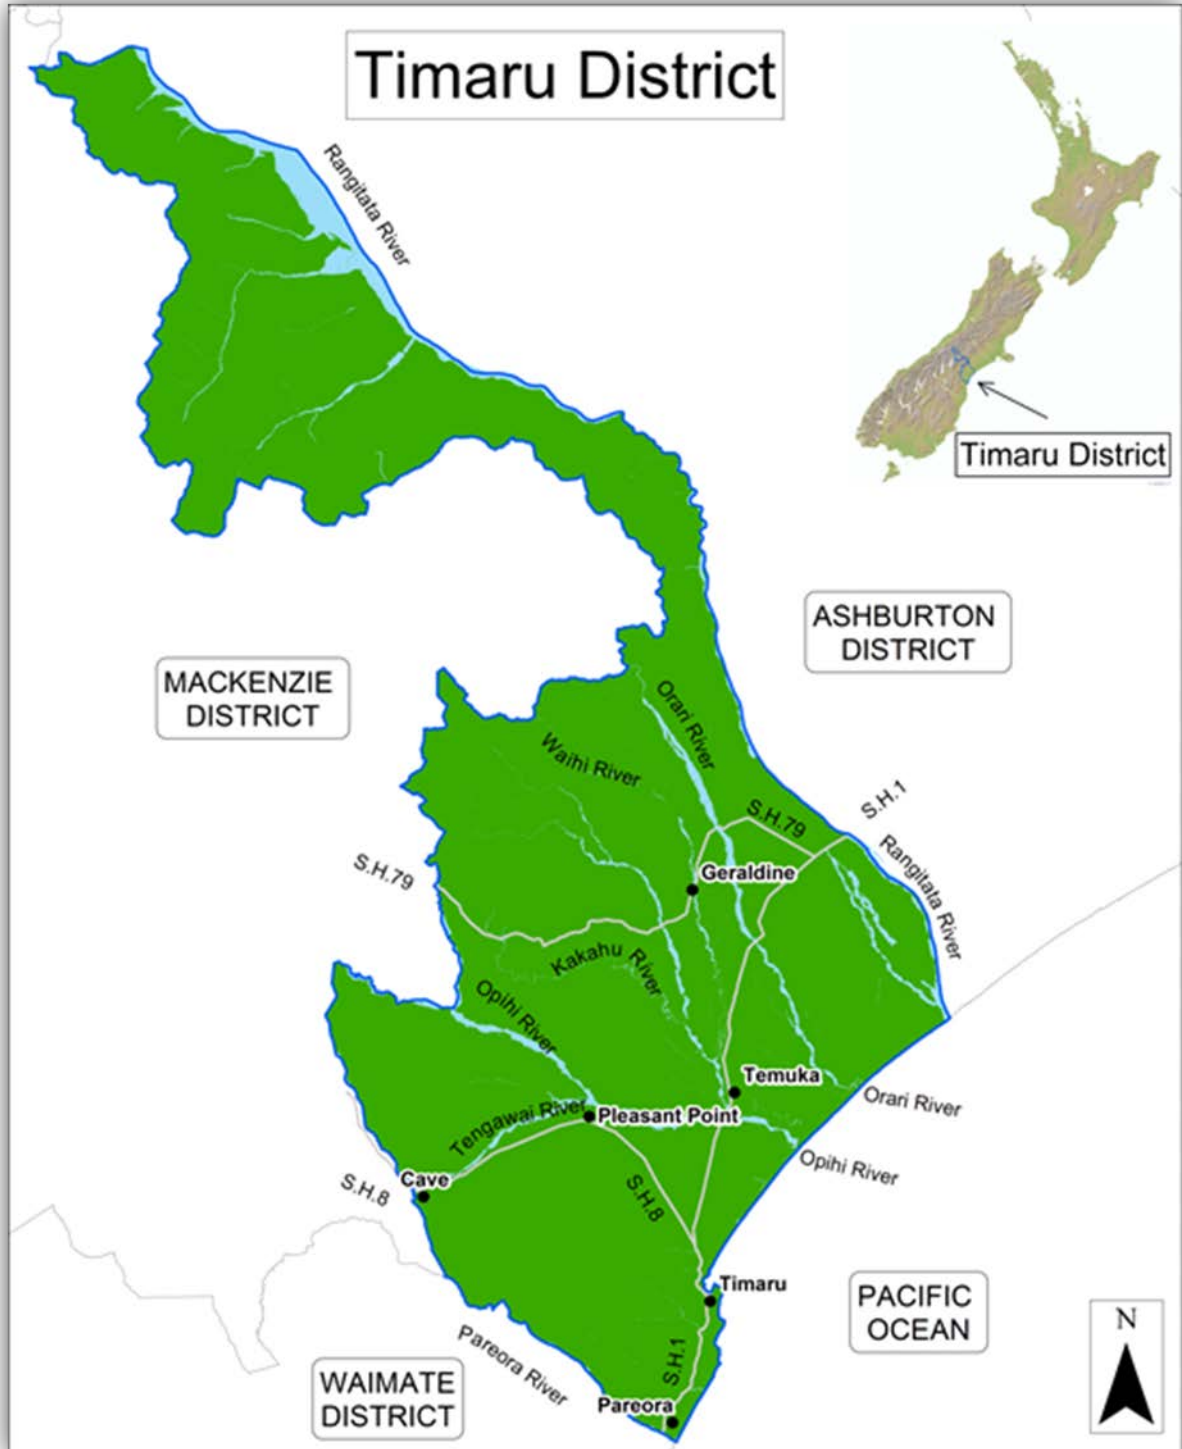 Timaru District
Rangitata River
Timaru District
ASHBURTON
DISTRICT
MACKENZIE
DISTRICT
Orari River
Waihi River
S.H.1
S.H.79
S.H.79
Geraldine
Rangitata River
Kakahu River
Opihi River
Temuka
Orari River
Tengawai River
Pleasant Point
Opihi River
Cave
S.H.8
S.H.8
Timaru
PACIFIC
OCEAN
N
Pareora River
S.H.1
WAIMATE
DISTRICT
Pareora